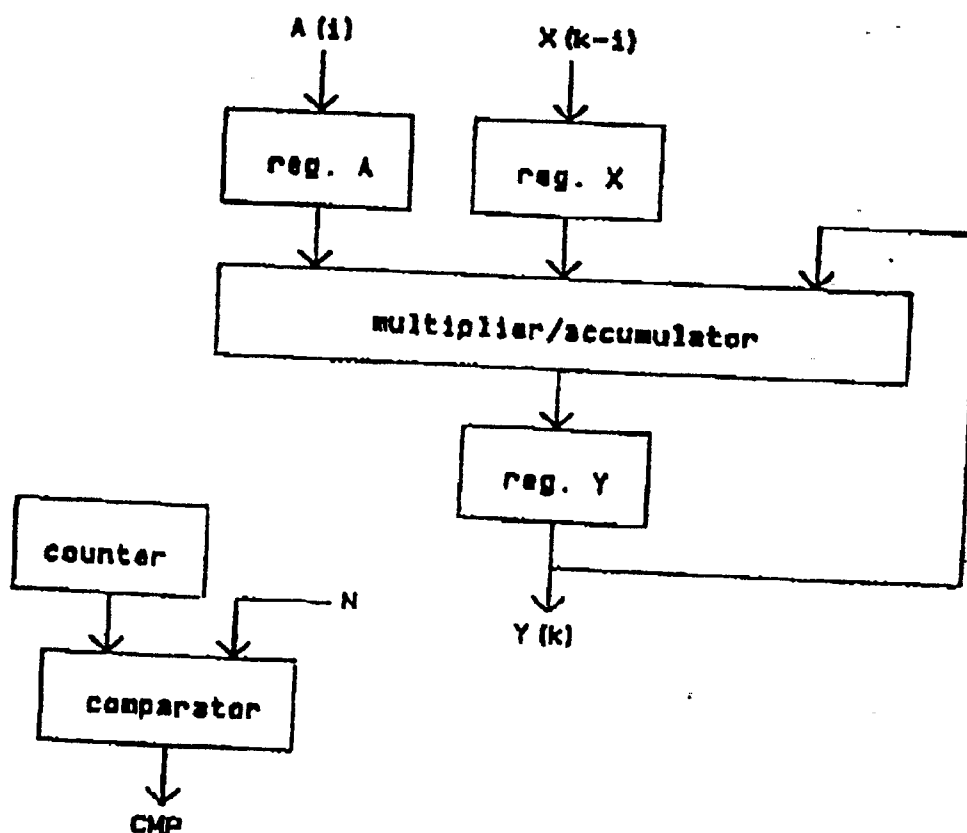 A(i) X(k-i)
reg. A reg. X
multiplier/accumulator
reg. Y
counter
N
Y(k)
comparator
CMP